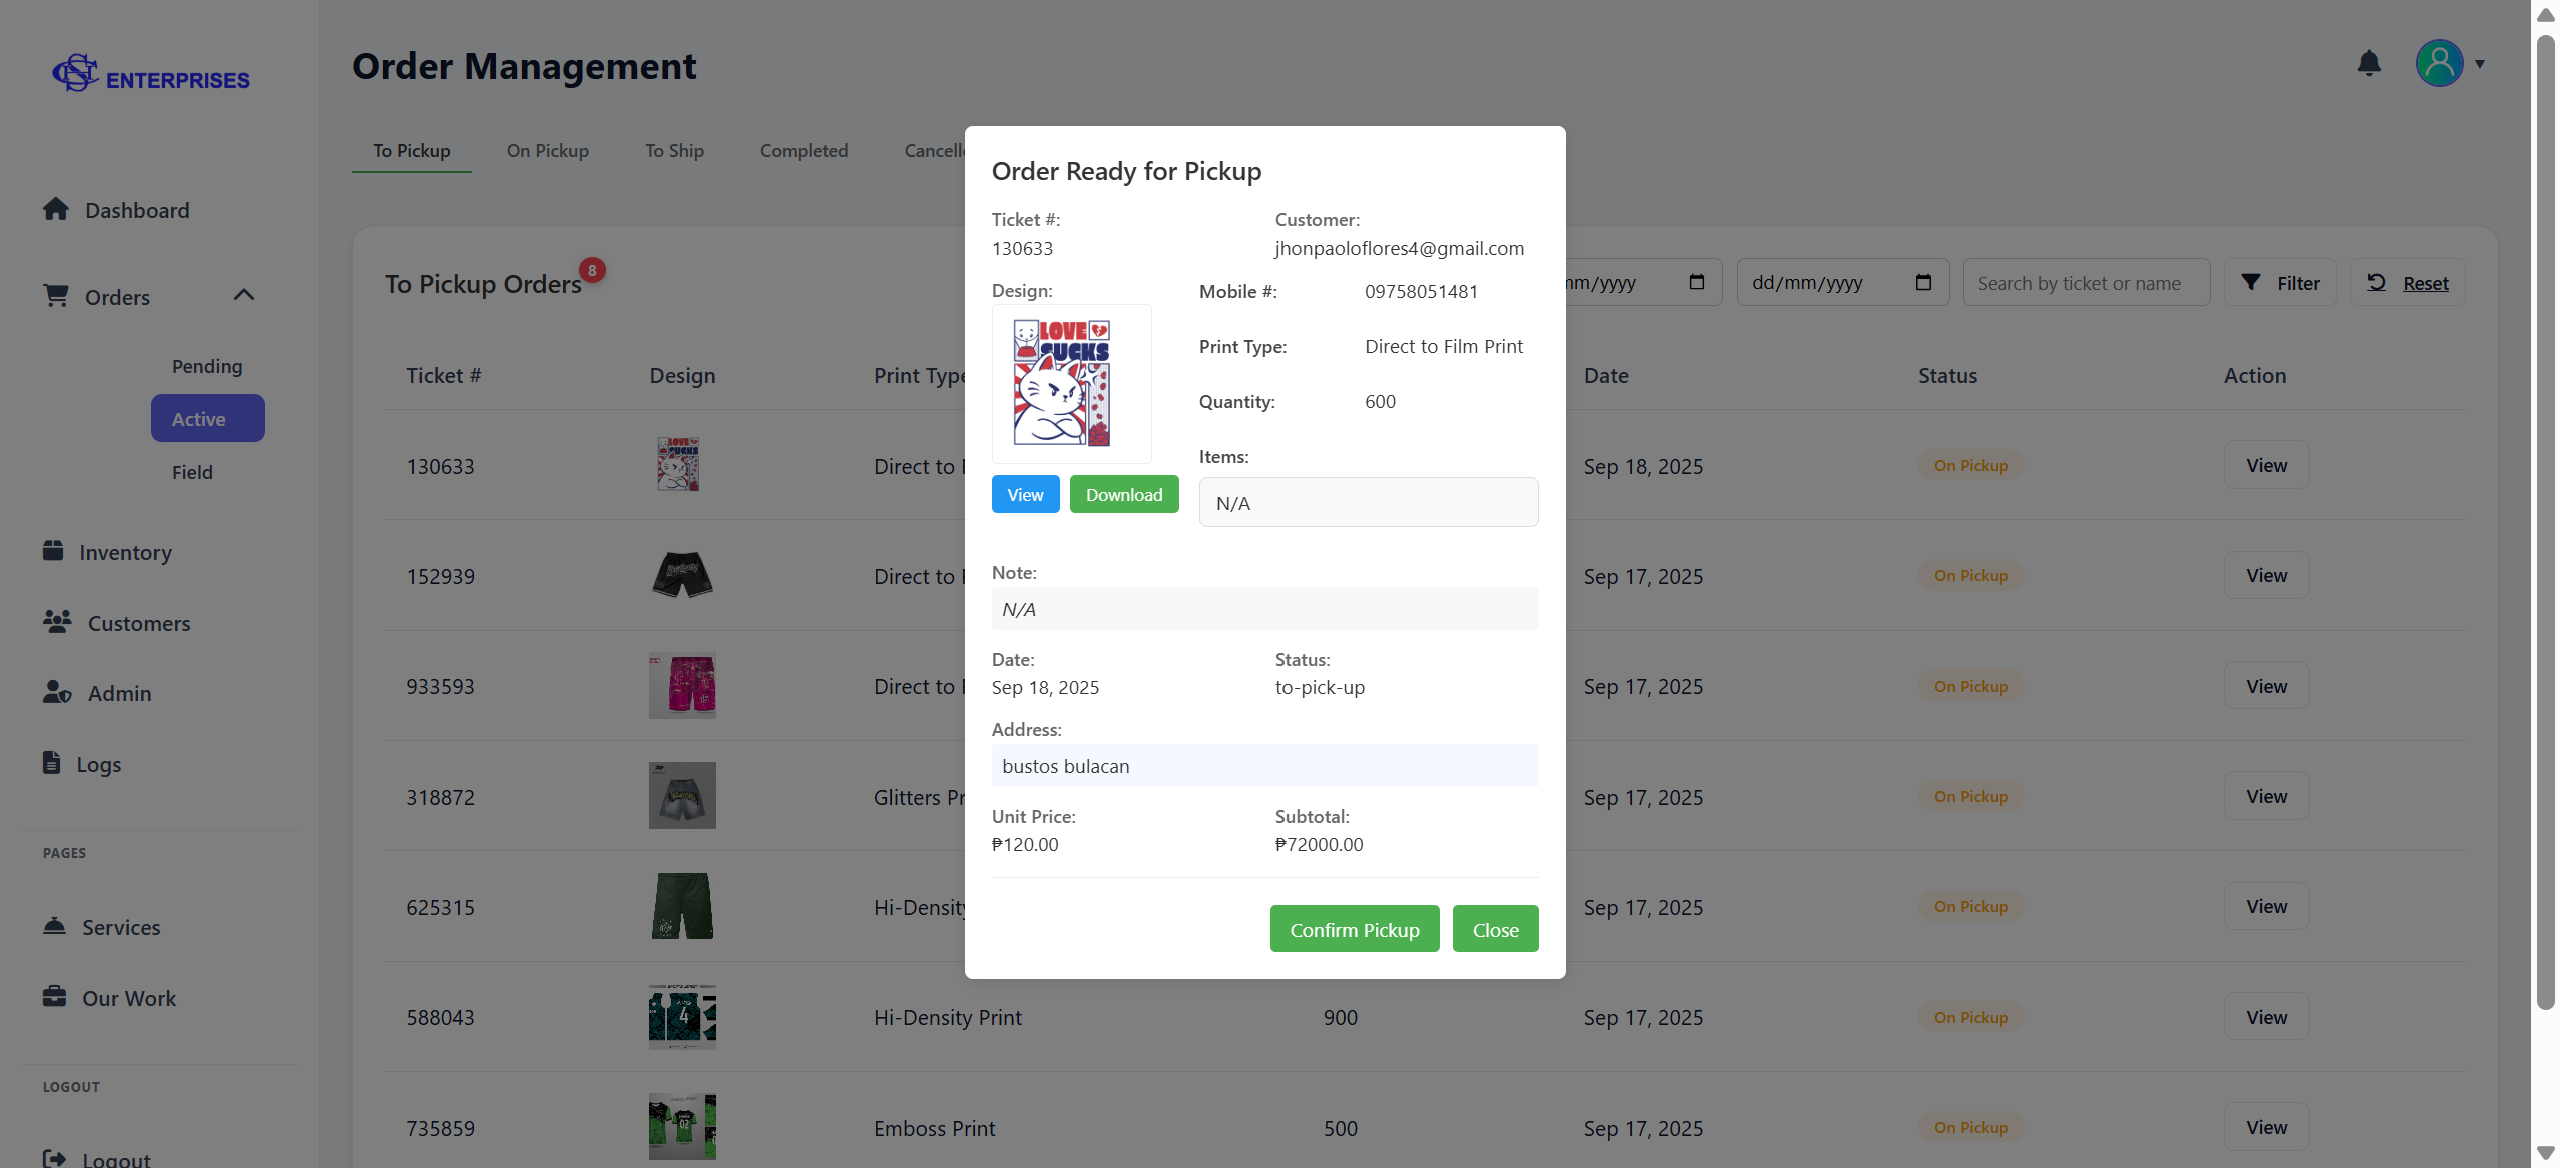 GSN ENTERPRISES
Order Management
To Pickup
On Pickup
To Ship
Completed
Order Ready for Pickup
Ticket #:
130633
Customer:
jhonpaoloflores4@gmail.com
Design:
LOVE
SUCKS
View
Download
Mobile #:
09758051481
Print Type:
Direct to Film Print
Quantity:
600
Items:
N/A
Note:
N/A
Date:
Sep 18, 2025
Status:
to-pick-up
Address:
bustos bulacan
Unit Price:
₱120.00
Subtotal:
₱72000.00
Confirm Pickup
Close
Dashboard
Orders
Pending
Active
Field
Inventory
Customers
Admin
Logs
PAGES
Services
Our Work
LOGOUT
Logout
To Pickup Orders
8
mm/yyyy
dd/mm/yyyy
Search by ticket or name
Filter
Reset
Ticket #
Design
Print Type
Date
Status
Action
130633
LOVE
SUCKS
Direct to
Sep 18, 2025
On Pickup
View
152939
Direct to
Sep 17, 2025
On Pickup
View
933593
Direct to
Sep 17, 2025
On Pickup
View
318872
Glitters
Sep 17, 2025
On Pickup
View
625315
Hi-Density
Sep 17, 2025
On Pickup
View
588043
4
Hi-Density Print
900
Sep 17, 2025
On Pickup
View
735859
02
Emboss Print
500
Sep 17, 2025
On Pickup
View